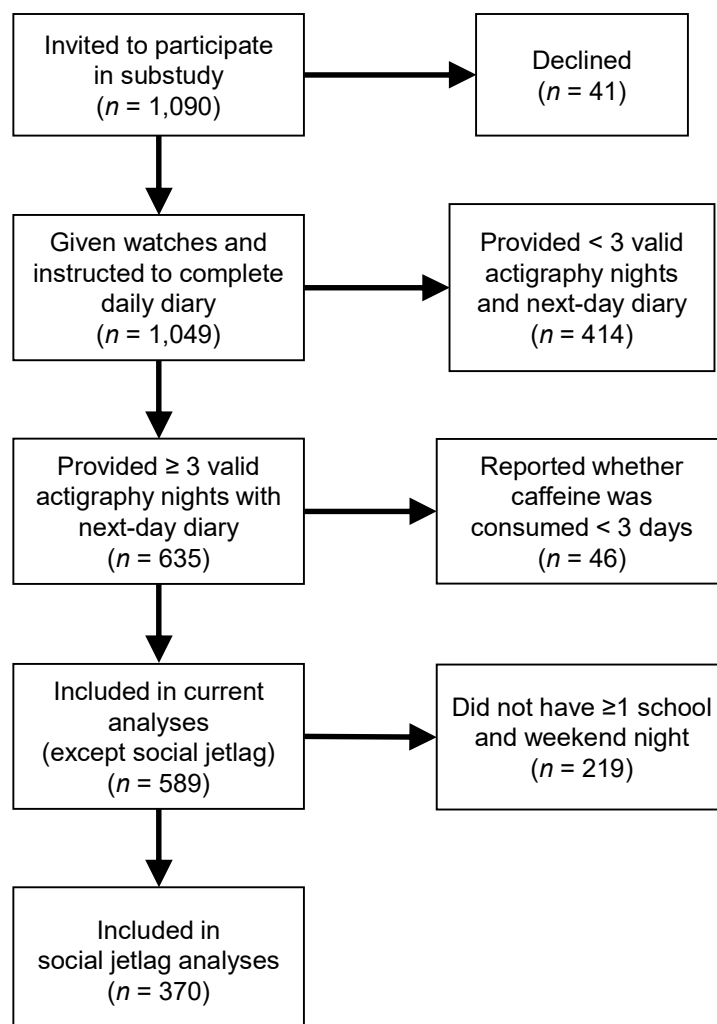 Invited to participate
in substudy
(n = 1,090)
Declined
(n = 41)
Given watches and
instructed to complete
daily diary
(n = 1,049)
Provided < 3 valid
actigraphy nights
and next-day diary
(n = 414)
Provided ≥ 3 valid
actigraphy nights with
next-day diary
(n = 635)
Reported whether
caffeine was
consumed < 3 days
(n = 46)
Included in current
analyses
(except social jetlag)
(n = 589)
Did not have ≥1 school
and weekend night
(n = 219)
Included in
social jetlag analyses
(n = 370)